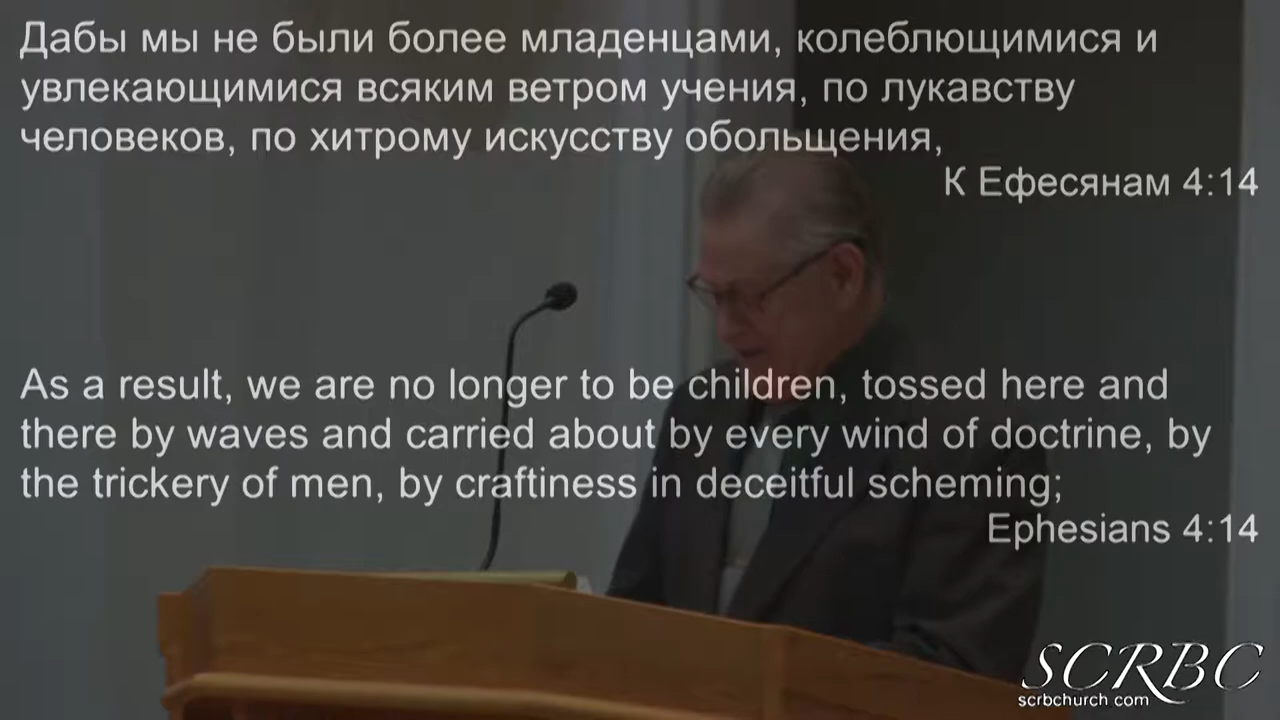 Дабы мы не были более младенцами, колеблющимися и
увлекающимися всяким ветром учения, по лукавству
человеков, по хитрому искусству обольщения,
К Ефесянам 4:14
As a result, we are no longer to be children, tossed here and
there by waves and carried about by every wind of doctrine, by
the trickery of men, by craftiness in deceitful scheming;
Ephesians 4:14
SCRBC
scrbchurch.com